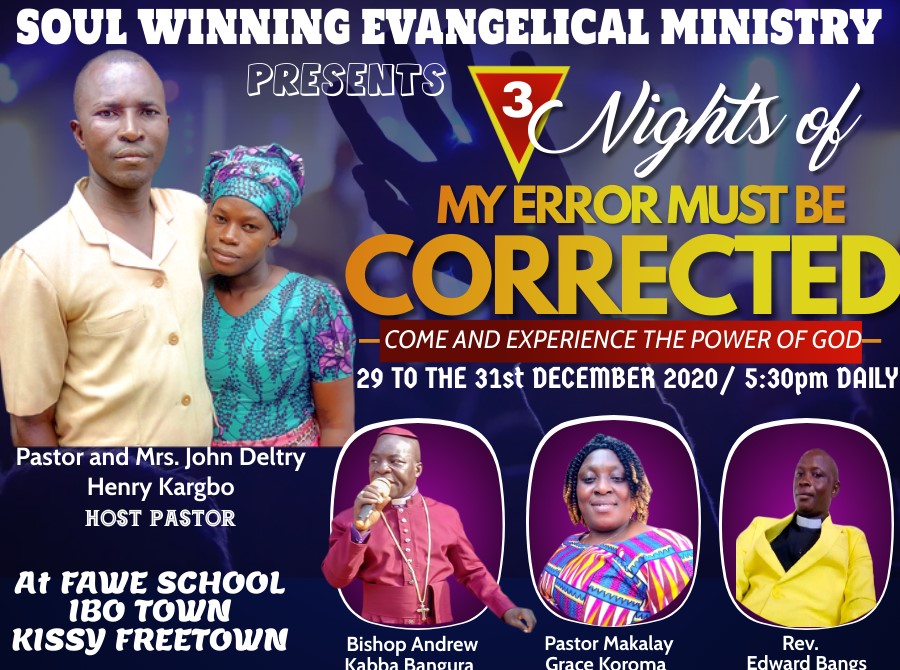 SOUL WINNING EVANGELICAL MINISTRY
PRESENTS
3 Nights of
MY ERROR MUST BE
CORRECTED
COME AND EXPERIENCE THE POWER OF GOD
29 TO THE 31st DECEMBER 2020/ 5:30pm DAILY
Pastor and Mrs. John Deltry
Henry Kargbo
HOST PASTOR
At FAWE SCHOOL
IBO TOWN
KISSY FREETOWN
Bishop Andrew
Kabba Bangura
Pastor Makalay
Grace Koroma
Rev.
Edward Bangs